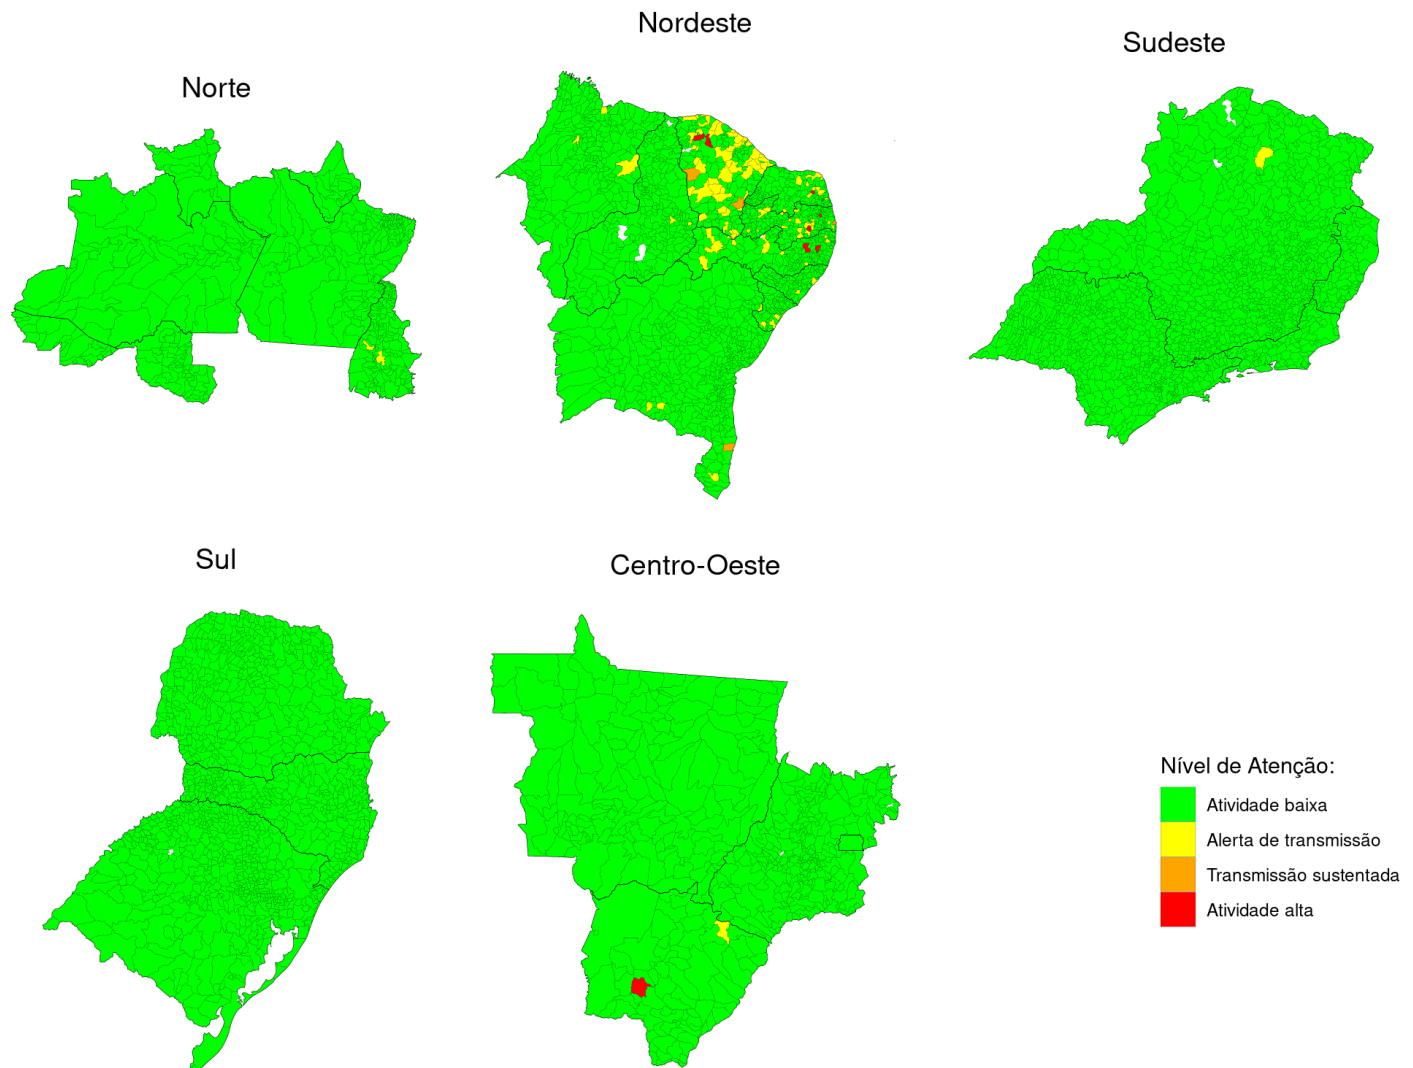 Norte
Nordeste
Sudeste
Sul
Centro-Oeste
Nível de Atenção:
Atividade baixa
Alerta de transmissão
Transmissão sustentada
Atividade alta